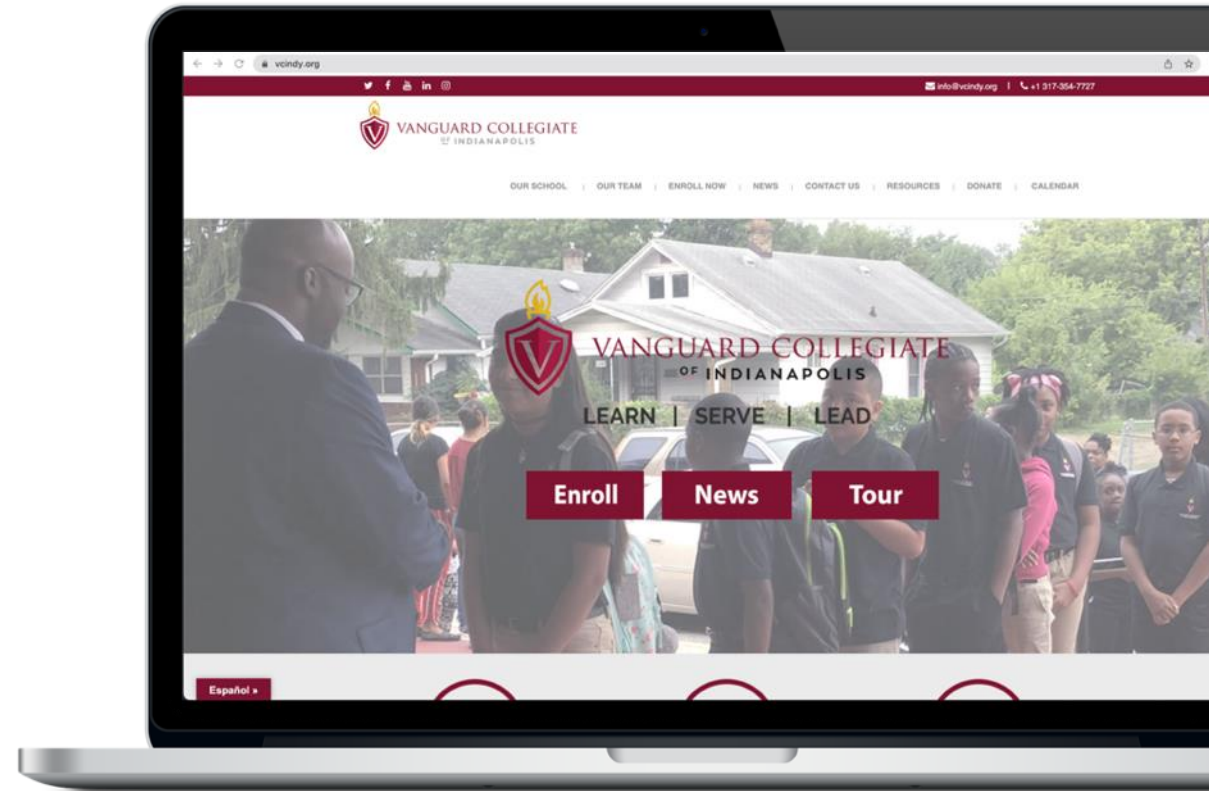 vcindy.org
info@vcindy.org | +1 317-354-7727
V VANGUARD COLLEGIATE
OF INDIANAPOLIS
OUR SCHOOL | OUR TEAM | ENROLL NOW | NEWS | CONTACT US | RESOURCES | DONATE | CALENDAR
V VANGUARD COLLEGIATE
OF INDIANAPOLIS
LEARN | SERVE | LEAD
Enroll News Tour
Español »